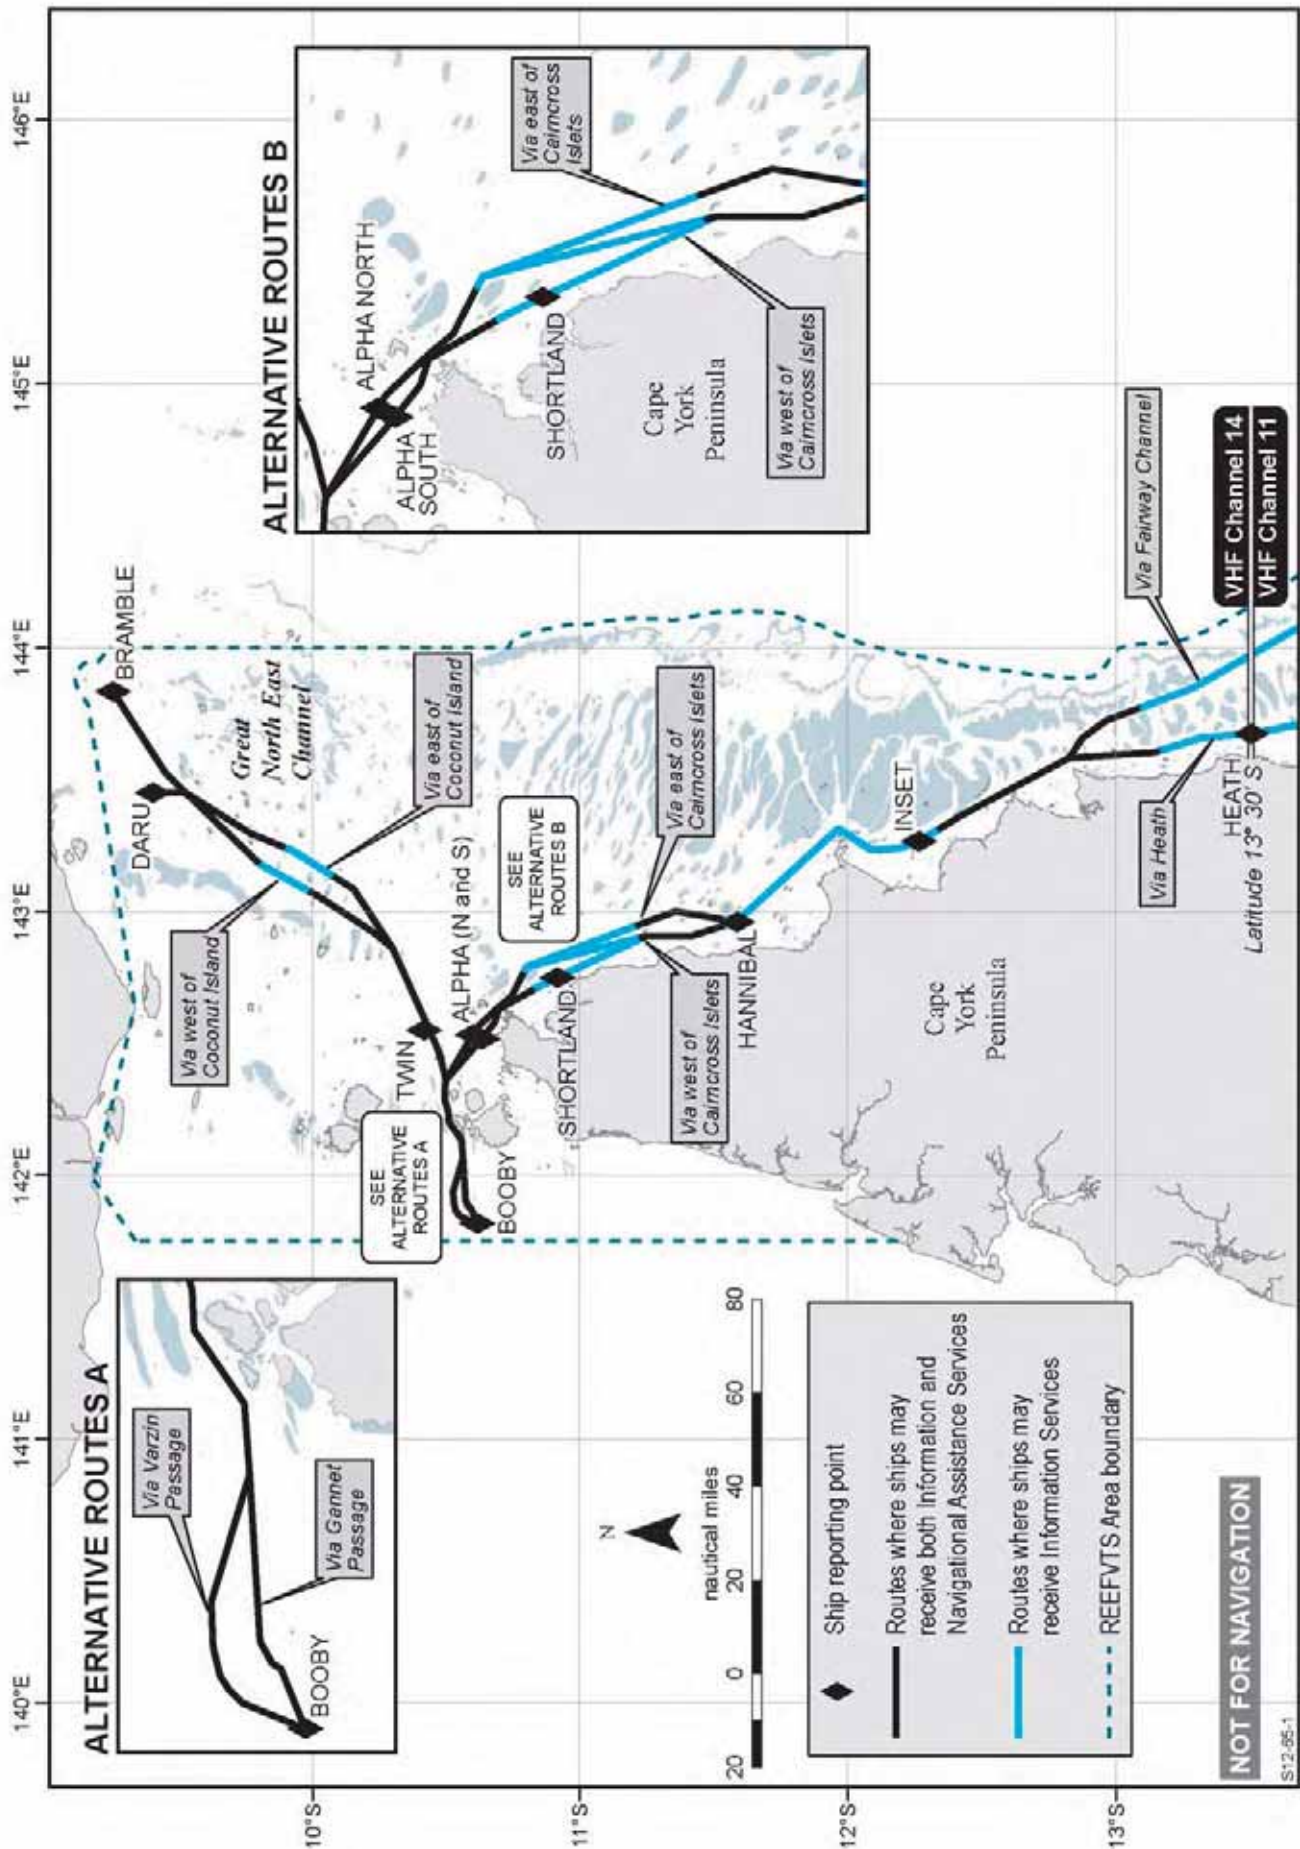 140°E
141°E
142°E
143°E
144°E
145°E
146°E
10°S
11°S
12°S
13°S
ALTERNATIVE ROUTES A
Via Varzin
Passage
Via Gannet
Passage
BOOBY
ALTERNATIVE ROUTES B
ALPHA NORTH
ALPHA
SOUTH
SHORTLAND
Via east of
Cairncross
Islets
Via west of
Cairncross Islets
Cape
York
Peninsula
BRAMBLE
DARU
Great
North East
Channel
Via west of
Coconut Island
Via east of
Coconut Island
TWIN
SEE
ALTERNATIVE
ROUTES A
BOOBY
ALPHA (N and S)
SEE
ALTERNATIVE
ROUTES B
SHORTLAND
Via east of
Cairncross Islets
Via west of
Cairncross Islets
HANNIBAL
INSET
Cape
York
Peninsula
Via Fairway Channel
Via Heath
HEATH
Latitude 13° 30' S
VHF Channel 14
VHF Channel 11
N
nautical miles
20 0 20 40 60 80
Ship reporting point
Routes where ships may
receive both Information and
Navigational Assistance Services
Routes where ships may
receive Information Services
REEFVTS Area boundary
NOT FOR NAVIGATION
S12-65-1